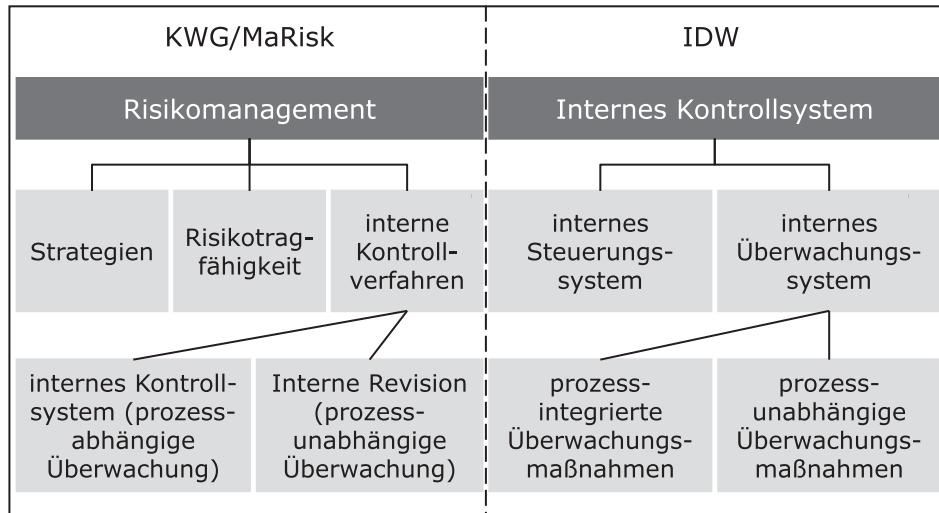 KWG/MaRisk
IDW
Risikomanagement
Internes Kontrollsystem
Strategien
Risikotrag-
fähigkeit
interne
Kontroll-
verfahren
internes
Steuerungs-
system
internes
Überwachungs-
system
internes Kontroll-
system (prozess-
abhängige
Überwachung)
Interne Revision
(prozess-
unabhängige
Überwachung)
prozess-
integrierte
Überwachungs-
maßnahmen
prozess-
unabhängige
Überwachungs-
maßnahmen